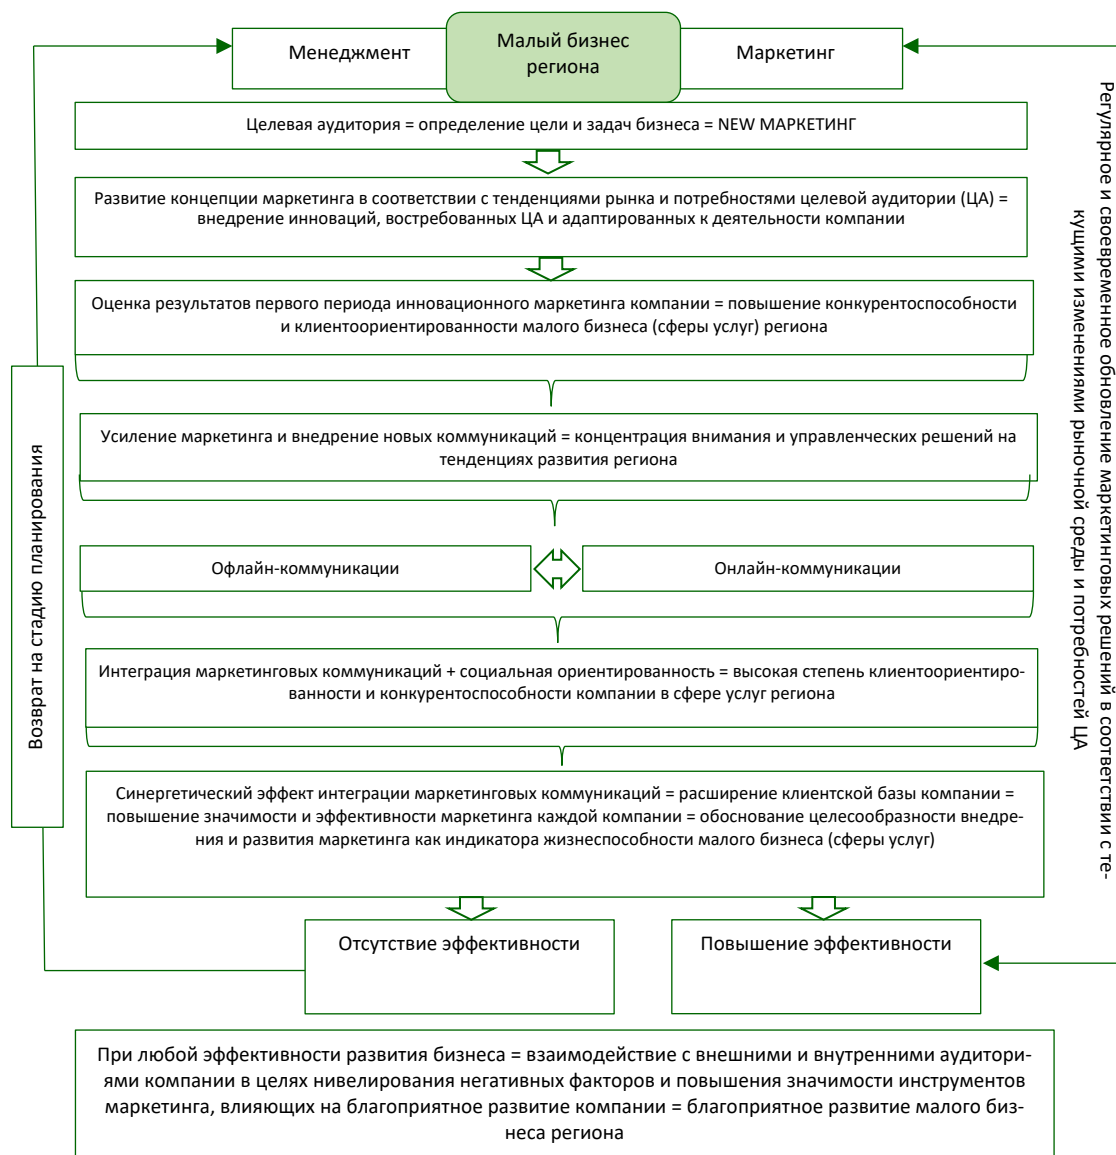 Менеджмент
Малый бизнес
региона
Маркетинг
Целевая аудитория = определение цели и задач бизнеса = NEW МАРКЕТИНГ
Развитие концепции маркетинга в соответствии с тенденциями рынка и потребностями целевой аудитории (ЦА) =
внедрение инноваций, востребованных ЦА и адаптированных к деятельности компании
Оценка результатов первого периода инновационного маркетинга компании = повышение конкурентоспособности
и клиентоориентированности малого бизнеса (сферы услуг) региона
Усиление маркетинга и внедрение новых коммуникаций = концентрация внимания и управленческих решений на
тенденциях развития региона
Офлайн-коммуникации
Онлайн-коммуникации
Интеграция маркетинговых коммуникаций + социальная ориентированность = высокая степень клиентоориентиро-
ванности и конкурентоспособности компании в сфере услуг региона
Синергетический эффект интеграции маркетинговых коммуникаций = расширение клиентской базы компании =
повышение значимости и эффективности маркетинга каждой компании = обоснование целесообразности внедре-
ния и развития маркетинга как индикатора жизнеспособности малого бизнеса (сферы услуг)
Отсутствие эффективности
Повышение эффективности
При любой эффективности развития бизнеса = взаимодействие с внешними и внутренними аудитори-
ями компании в целях нивелирования негативных факторов и повышения значимости инструментов
маркетинга, влияющих на благоприятное развитие компании = благоприятное развитие малого биз-
неса региона
Возврат на стадию планирования
Регулярное и своевременное обновление маркетинговых решений в соответствии с те-
кущими изменениями рыночной среды и потребностей ЦА